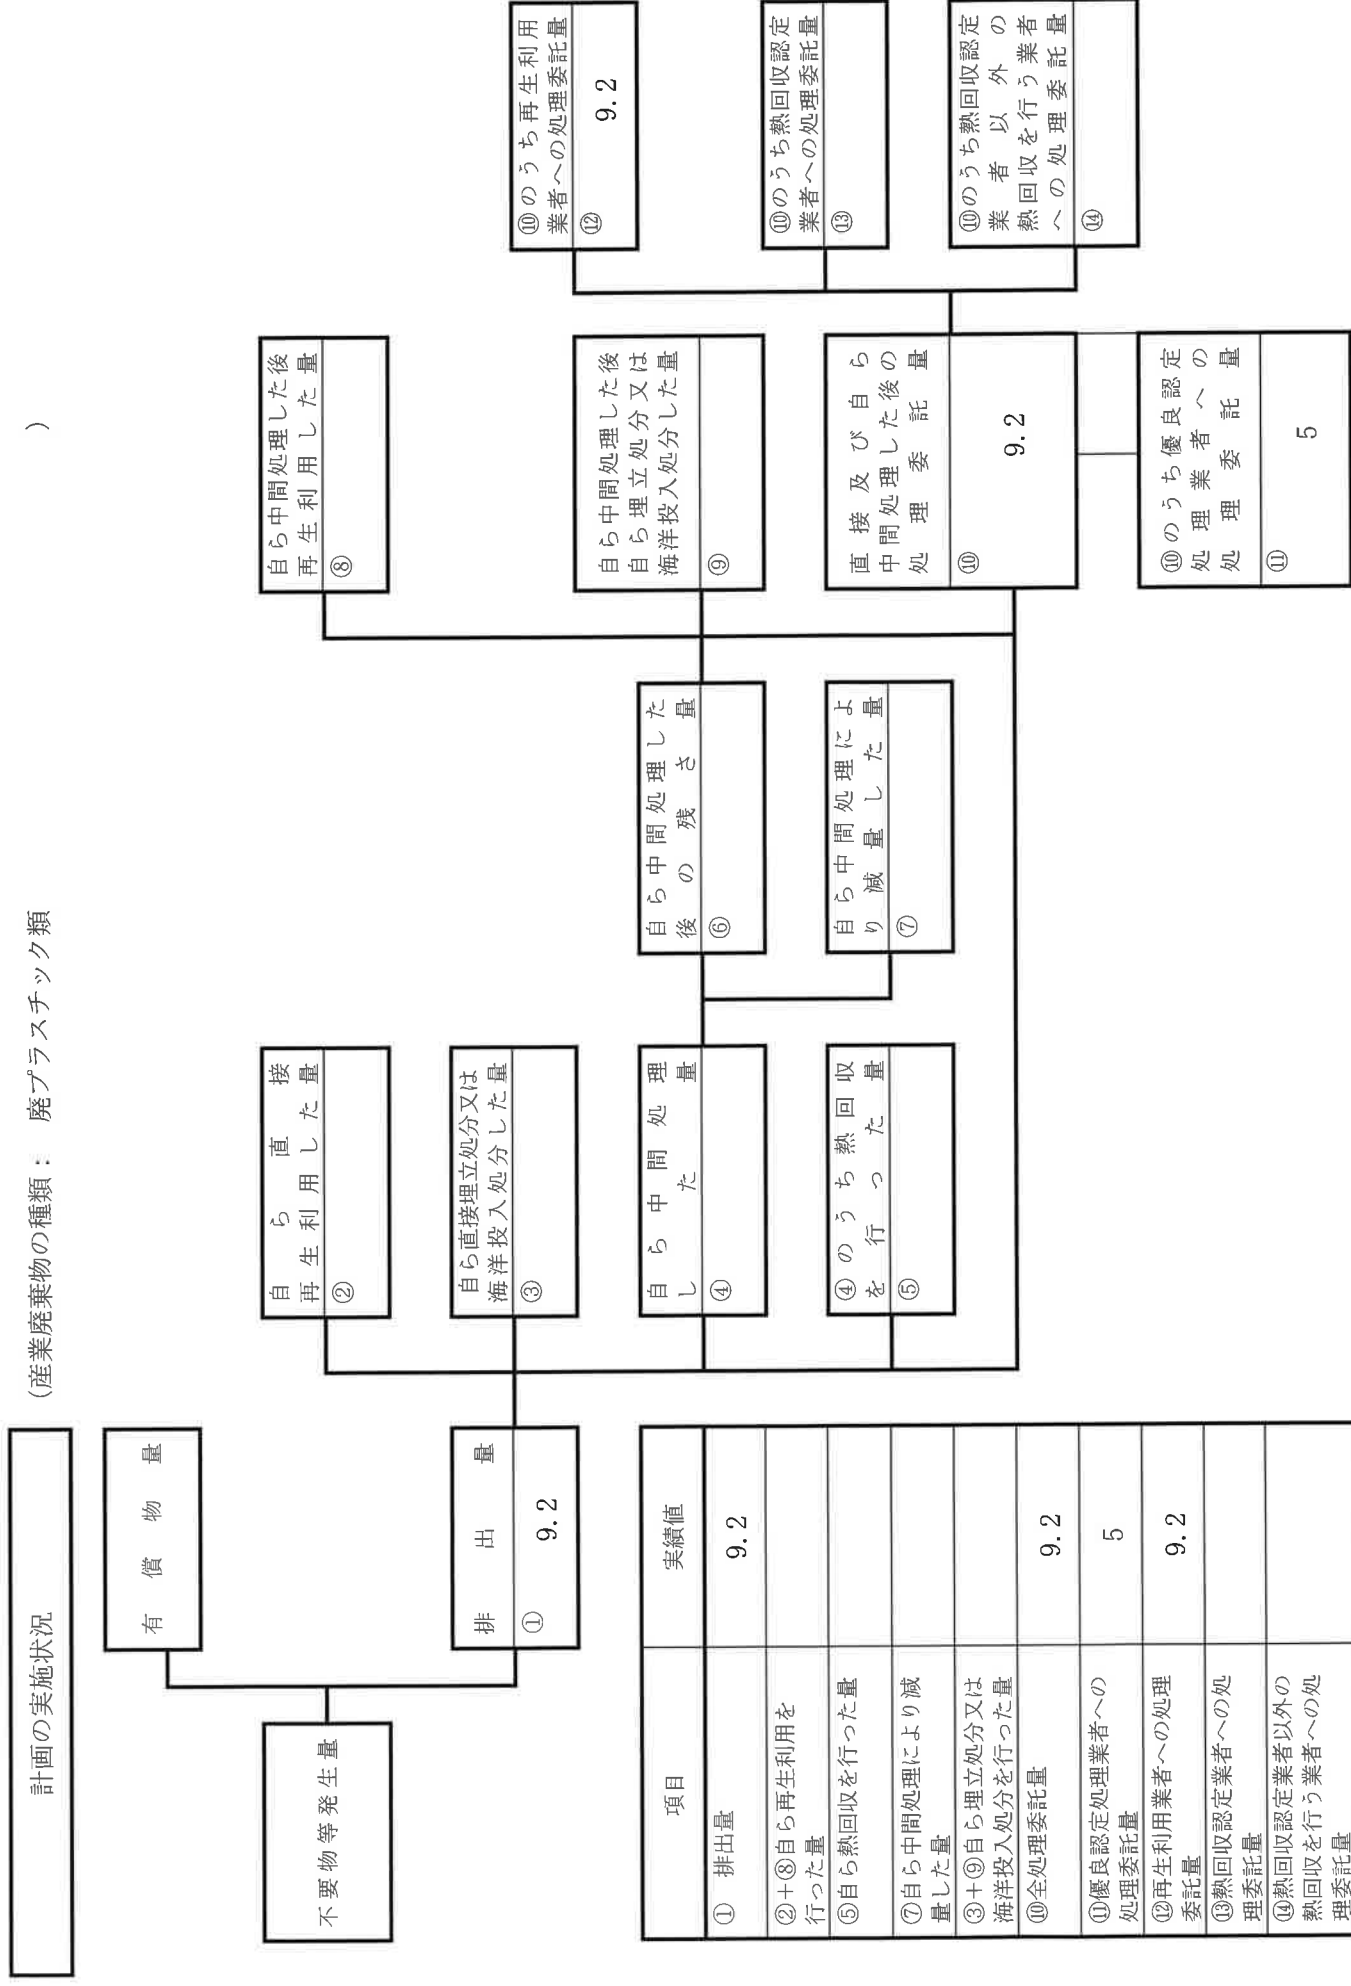 計画の実施状況
(産業廃棄物の種類： 廃プラスチック類 )
不要物等発生量
有償物量
排出量
① 9.2
自ら直接
再生利用した量
②
自ら直接埋立処分又は
海洋投入処分した量
③
自ら中間処理
した量
④
④のうち熱回収
を行った量
⑤
自ら中間処理した
後の残さ量
⑥
自ら中間処理によ
り減量した量
⑦
自ら中間処理した後
再生利用した量
⑧
自ら中間処理した後
自ら埋立処分又は
海洋投入処分した量
⑨
直接及び自ら
中間処理した後の
処理委託量
⑩ 9.2
⑩のうち優良認定
処理業者への
処理委託量
⑪ 5
⑩のうち再生利用
業者への処理委託量
⑫ 9.2
⑩のうち熱回収認定
業者への処理委託量
⑬
⑩のうち熱回収認定
業者以外の
熱回収を行う業者
への処理委託量
⑭
項目 実績値
① 排出量 9.2
②＋⑧自ら再生利用を
行った量
⑤自ら熱回収を行った量
⑦自ら中間処理により減
量した量
③＋⑨自ら埋立処分又は
海洋投入処分を行った量
⑩全処理委託量 9.2
⑪優良認定処理業者への
処理委託量 5
⑫再生利用業者への処理
委託量 9.2
⑬熱回収認定業者への処
理委託量
⑭熱回収認定業者以外の
熱回収を行う業者への処
理委託量